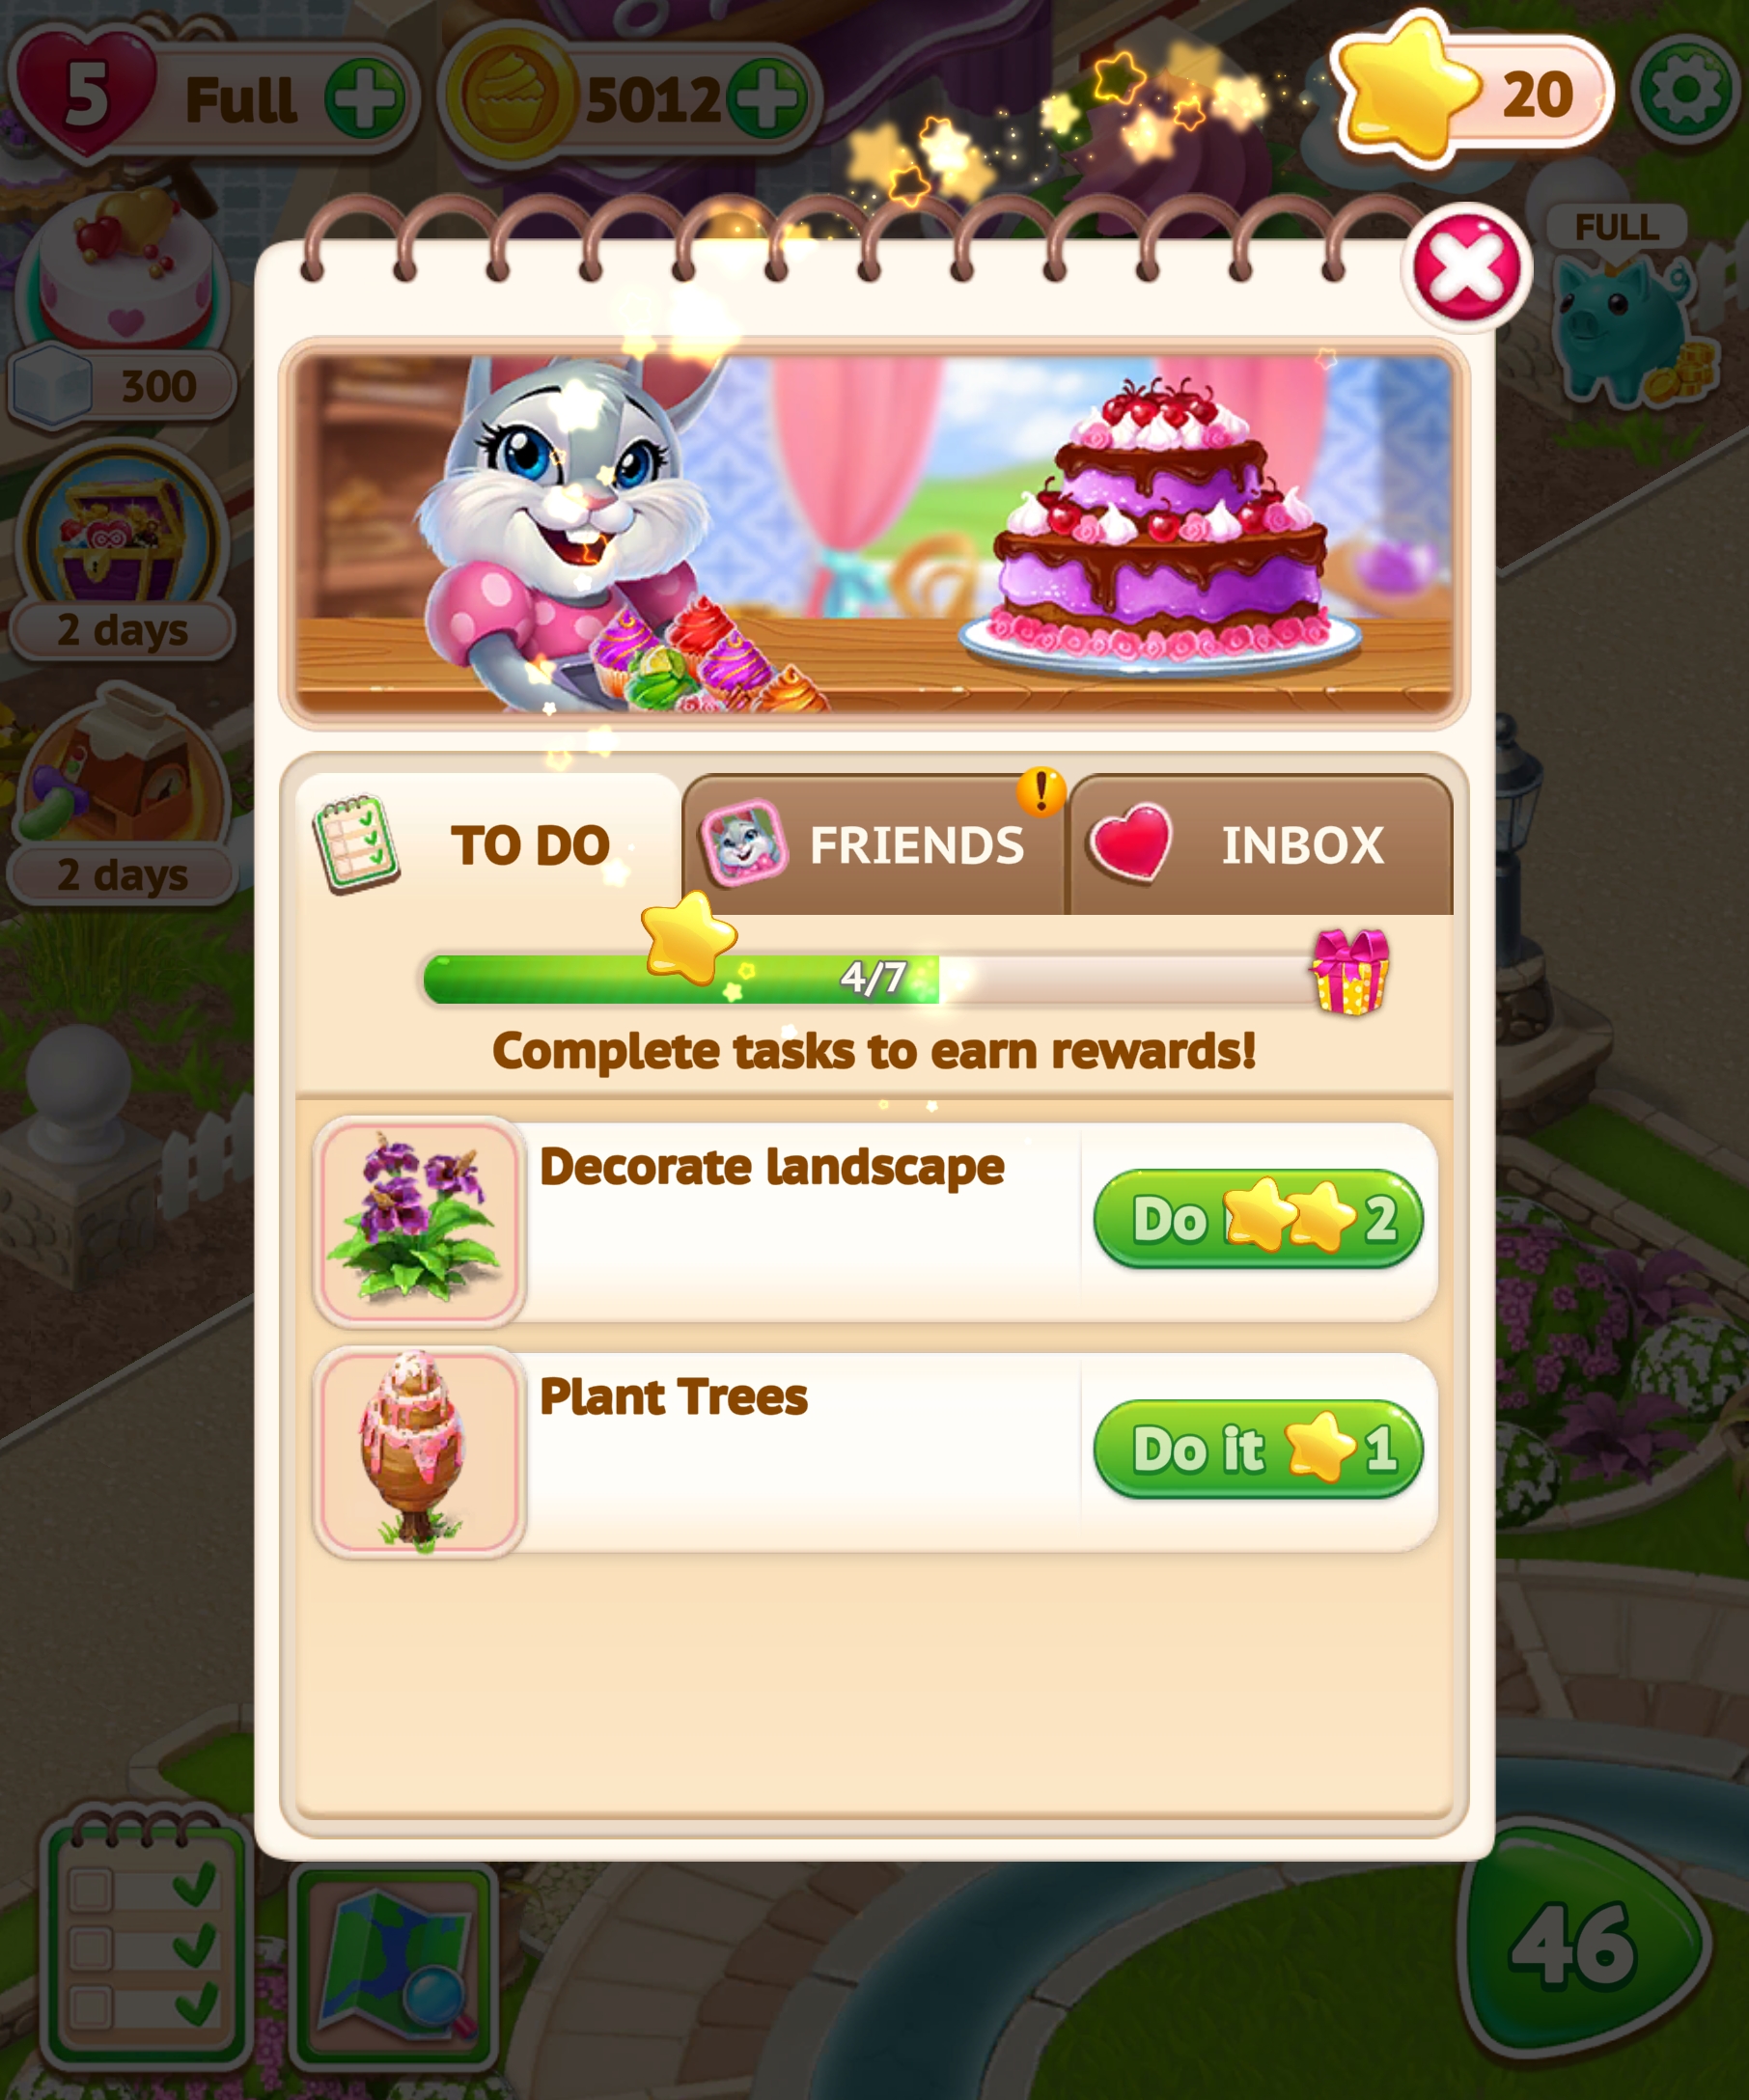 5 Full 5012 20
FULL
300
2 days
2 days
TO DO FRIENDS ! INBOX
4/7
Complete tasks to earn rewards!
Decorate landscape
Do 2
Plant Trees
Do it 1
46